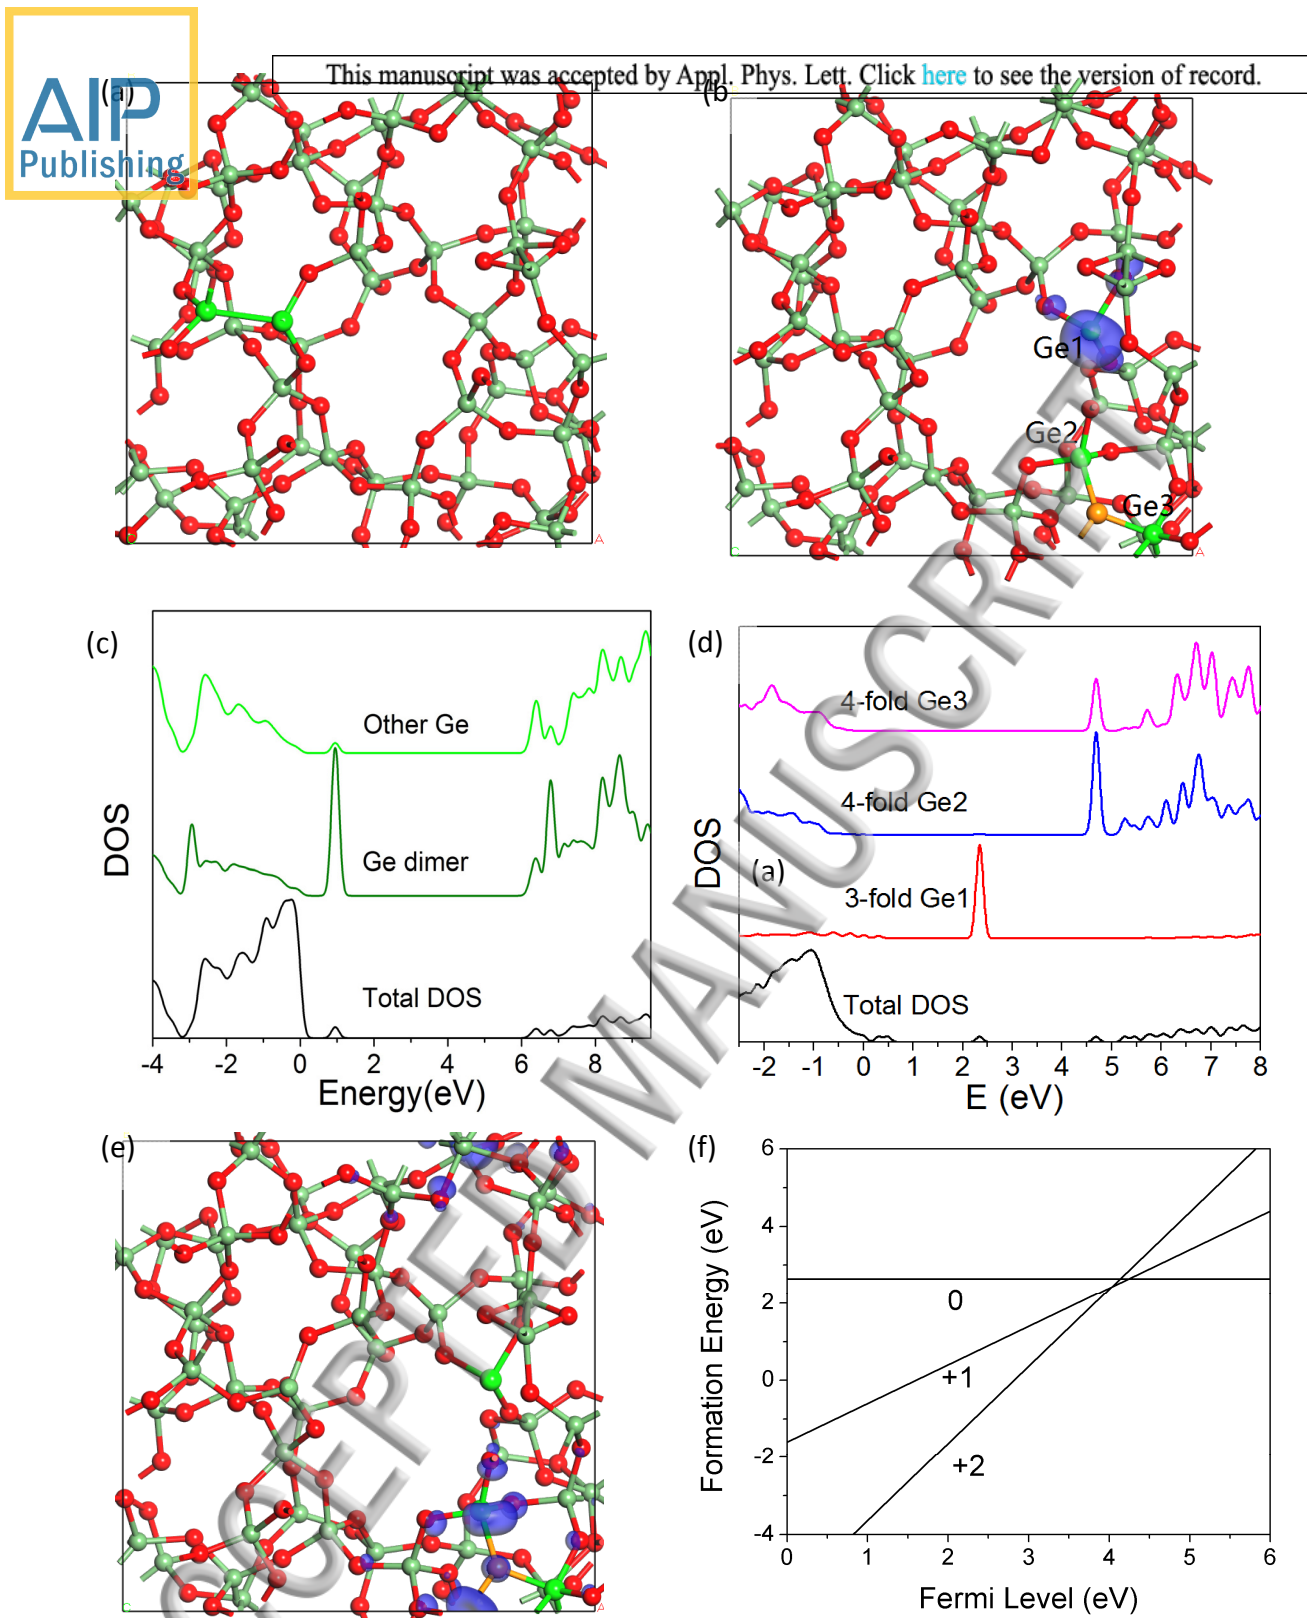 This manuscript was accepted by Appl. Phys. Lett. Click here to see the version of record.
AIP
Publishing
(a)
(b
Ge1
Ge2
Ge3
A
A
(c)
Other Ge
Ge dimer
Total DOS
DOS
-4 -2 0 2 4 6 8
Energy(eV)
(d)
4-fold Ge3
4-fold Ge2
(a)
3-fold Ge1
Total DOS
DOS
-2 -1 0 1 2 3 4 5 6 7 8
E (eV)
(e)
A
(f)
6
4
2
0
-2
-4
0
+1
+2
Formation Energy (eV)
0 1 2 3 4 5 6
Fermi Level (eV)
ACCEPTED MANUSCRIPT